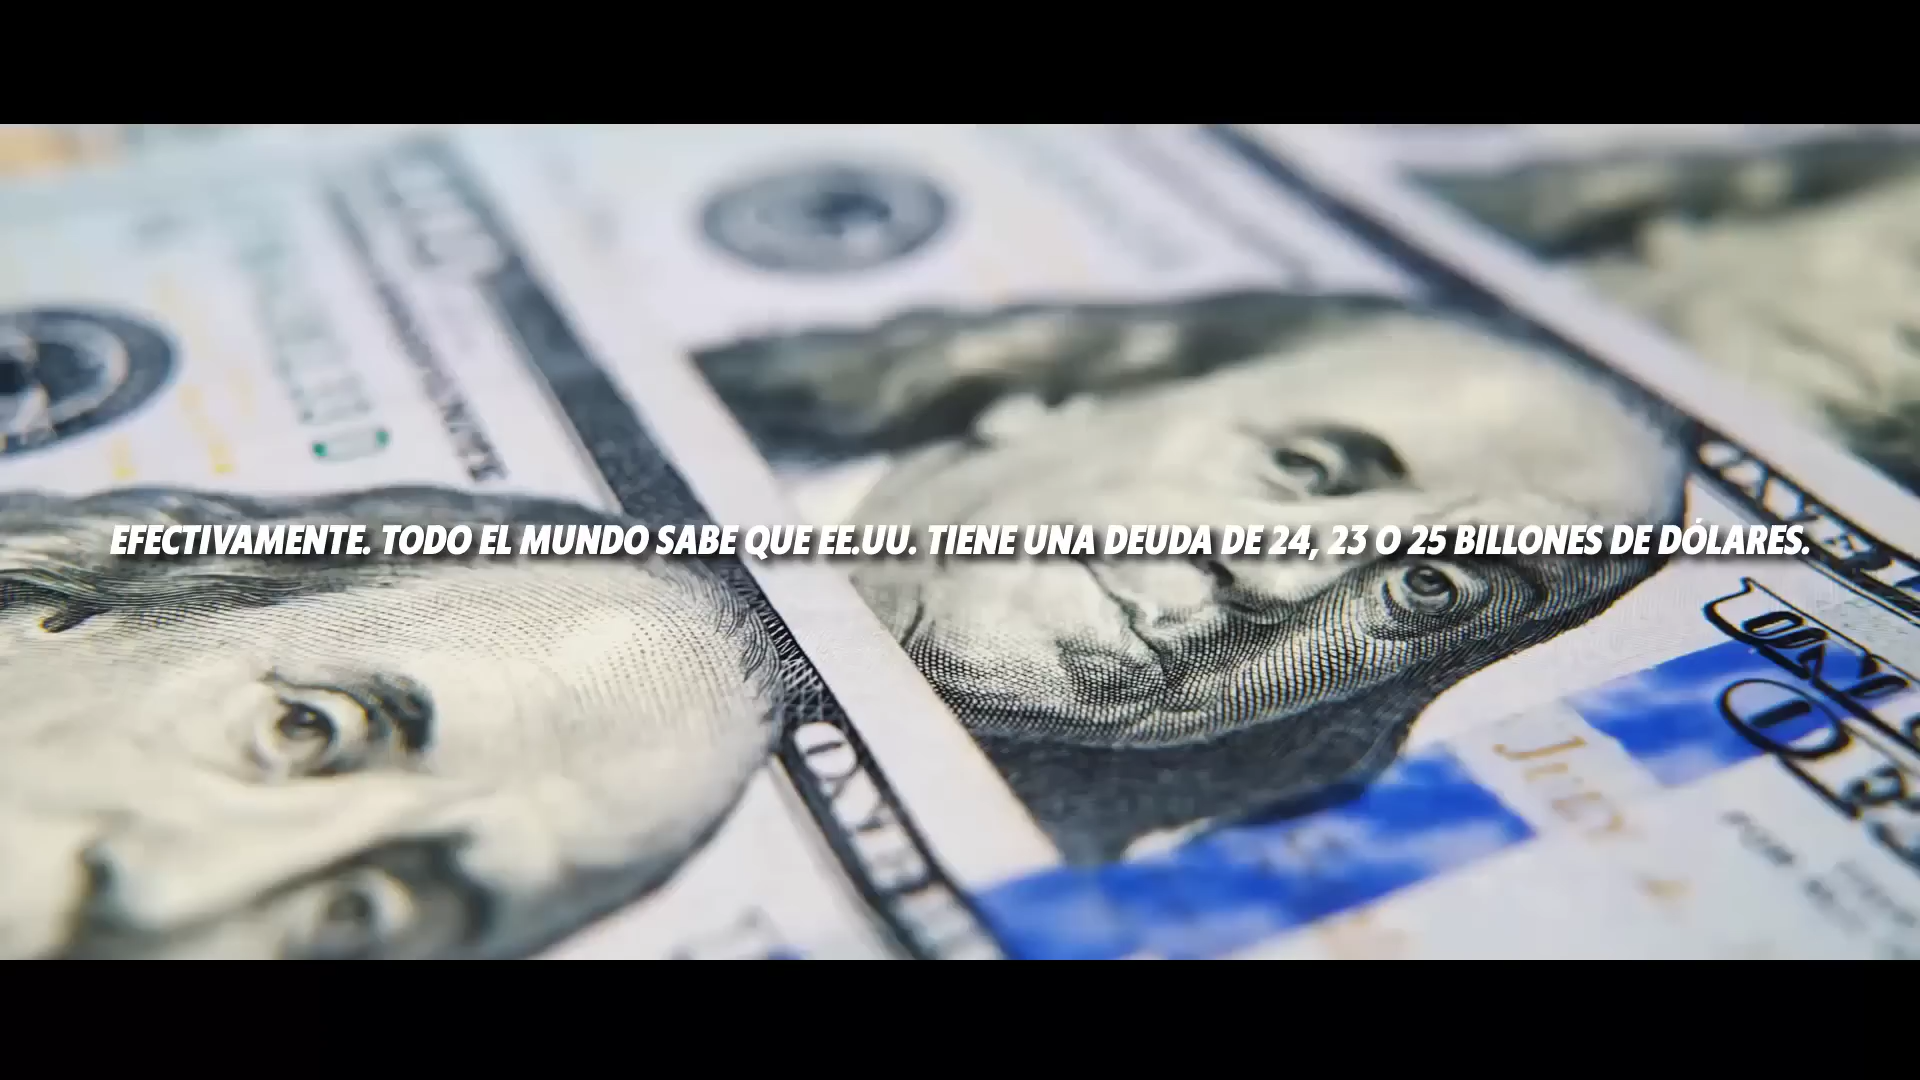 EFECTIVAMENTE. TODO EL MUNDO SABE QUE EE.UU. TIENE UNA DEUDA DE 24, 23 O 25 BILLONES DE DÓLARES.